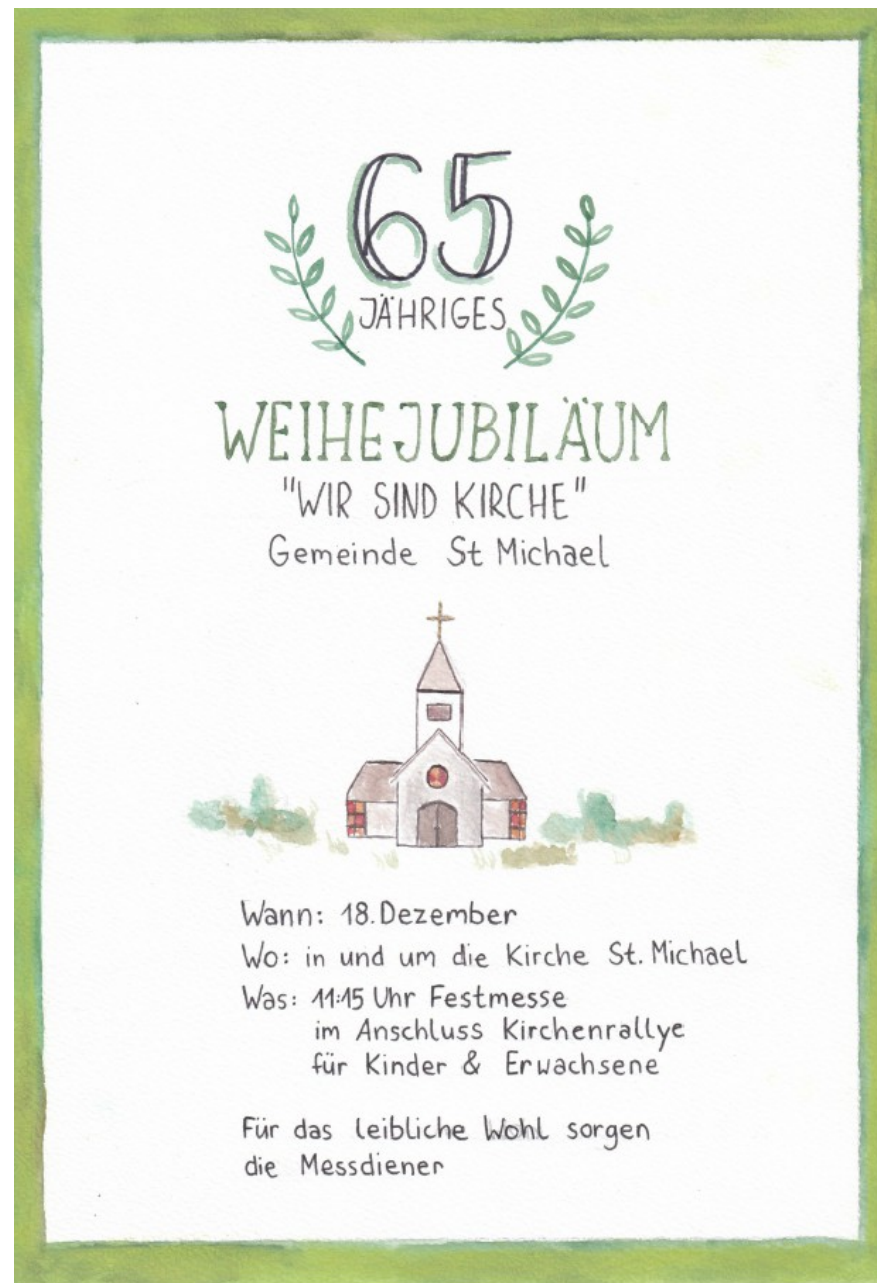 65
JÄHRIGES
WEIHEJUBILÄUM
"WIR SIND KIRCHE"
Gemeinde St Michael
Wann: 18. Dezember
Wo: in und um die Kirche St. Michael
Was: 11:15 Uhr Festmesse
im Anschluss Kirchenrallye
für Kinder & Erwachsene
Für das leibliche Wohl sorgen
die Messdiener